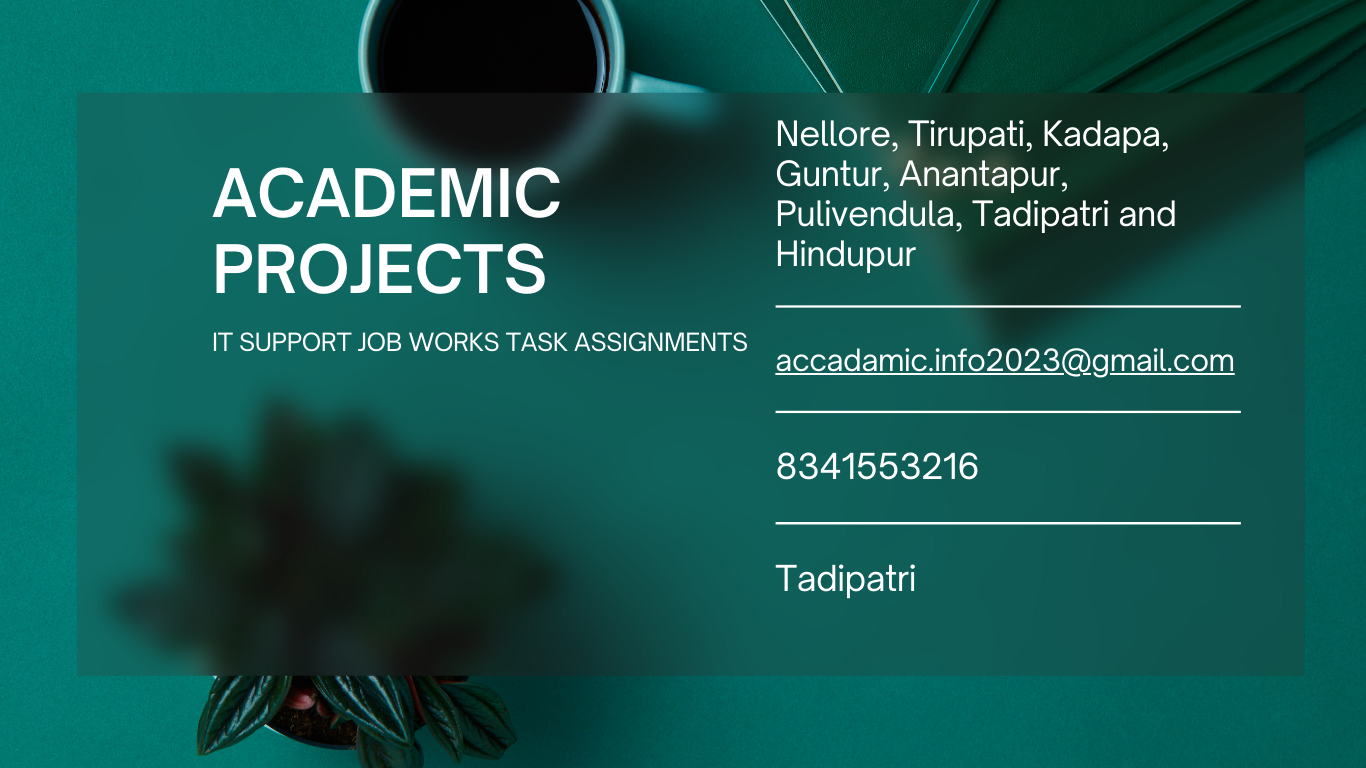 ACADEMIC
PROJECTS
IT SUPPORT JOB WORKS TASK ASSIGNMENTS
Nellore, Tirupati, Kadapa,
Guntur, Anantapur,
Pulivendula, Tadipatri and
Hindupur
accadamic.info2023@gmail.com
8341553216
Tadipatri